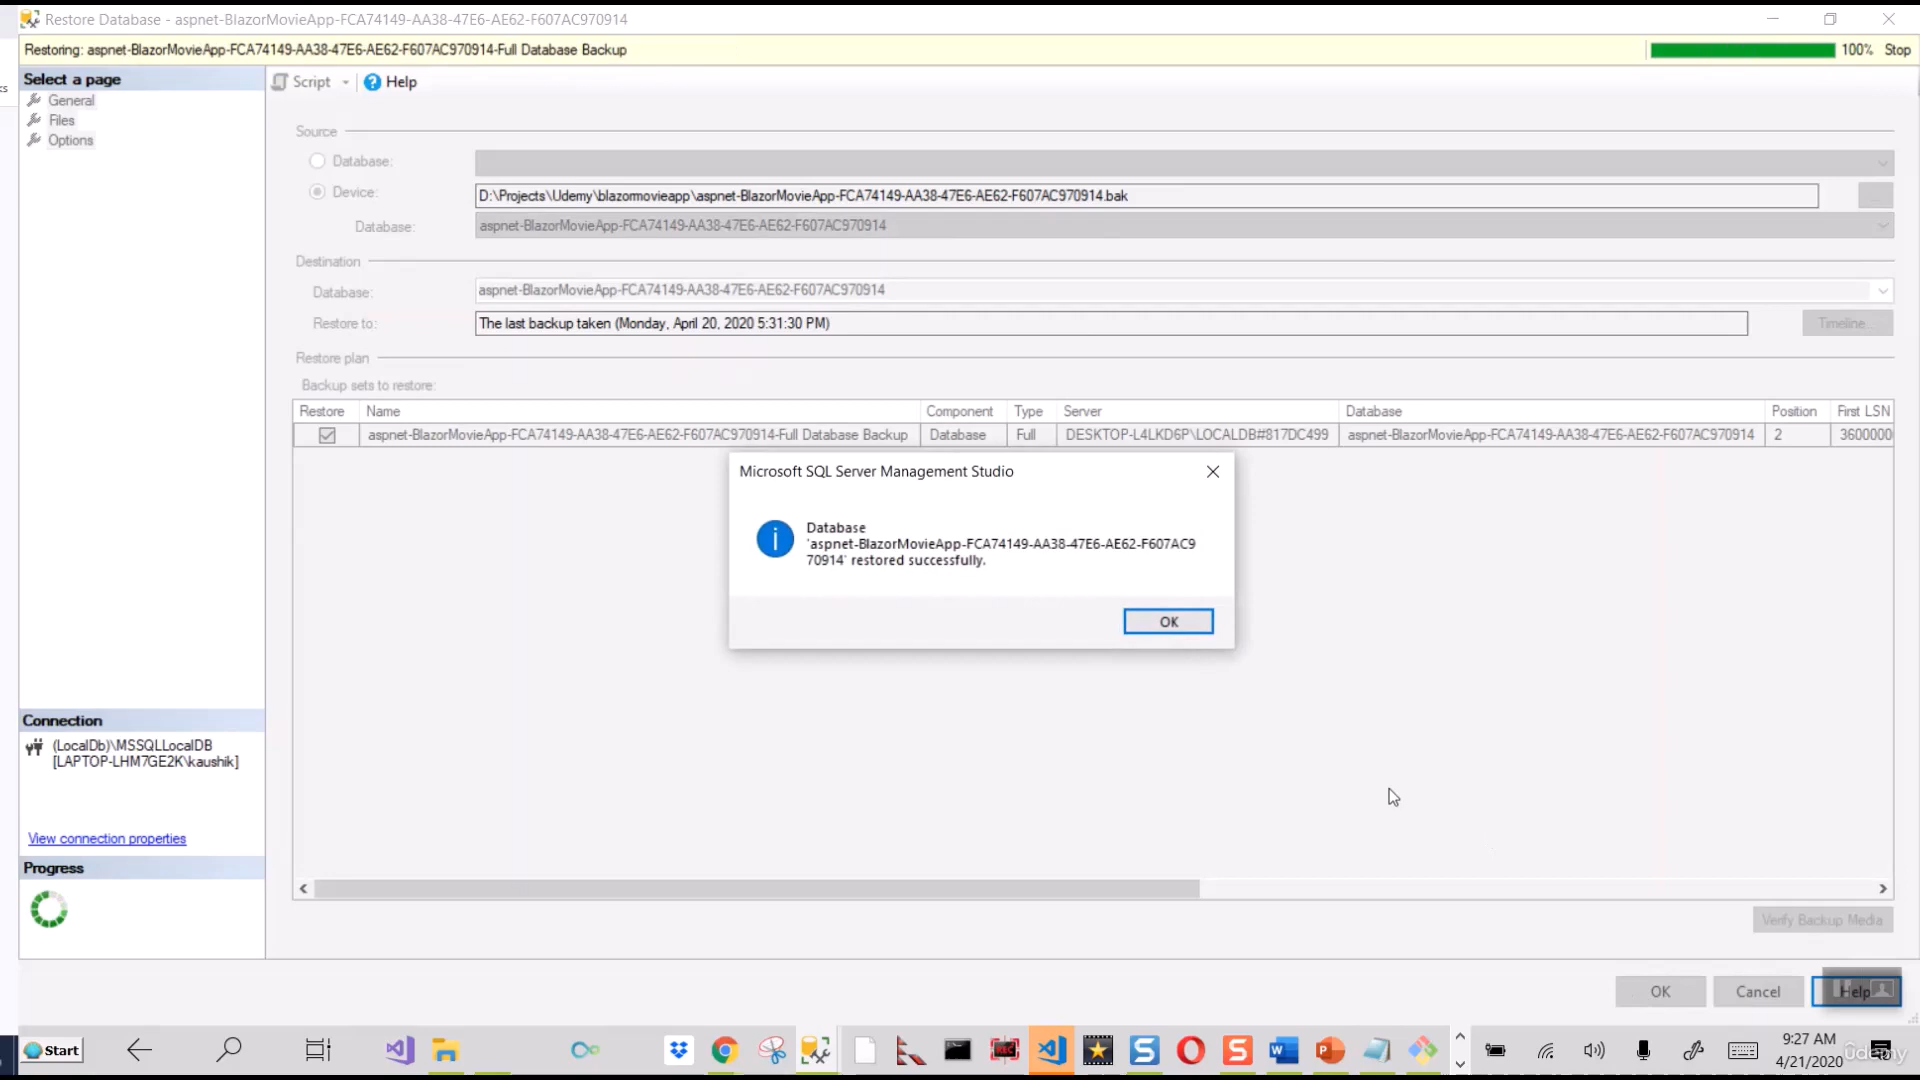 Restore Database - aspnet-BlazorMovieApp-FCA74149-AA38-47E6-AE62-F607AC970914
Restoring: aspnet-BlazorMovieApp-FCA74149-AA38-47E6-AE62-F607AC970914-Full Database Backup
100% Stop
Select a page
General
Files
Options
Script
Help
Source
Database:
Device:
D:\Projects\Udemy\blazormovieapp\aspnet-BlazorMovieApp-FCA74149-AA38-47E6-AE62-F607AC970914.bak
Database:
aspnet-BlazorMovieApp-FCA74149-AA38-47E6-AE62-F607AC970914
Destination
Database:
aspnet-BlazorMovieApp-FCA74149-AA38-47E6-AE62-F607AC970914
Restore to:
The last backup taken (Monday, April 20, 2020 5:31:30 PM)
Timeline...
Restore plan
Backup sets to restore:
Restore Name Component Type Server Database Position First LSN
aspnet-BlazorMovieApp-FCA74149-AA38-47E6-AE62-F607AC970914-Full Database Backup Database Full DESKTOP-L4LKD6P\LOCALDB#817DC499 aspnet-BlazorMovieApp-FCA74149-AA38-47E6-AE62-F607AC970914 2 3600000
Microsoft SQL Server Management Studio
Database
'aspnet-BlazorMovieApp-FCA74149-AA38-47E6-AE62-F607AC9
70914' restored successfully.
OK
Connection
(LocalDb)\MSSQLLocalDB
[LAPTOP-LHM7GE2K\kaushik]
View connection properties
Progress
Verify Backup Media
OK
Cancel
Help
Start
9:27 AM
4/21/2020
ûdemy